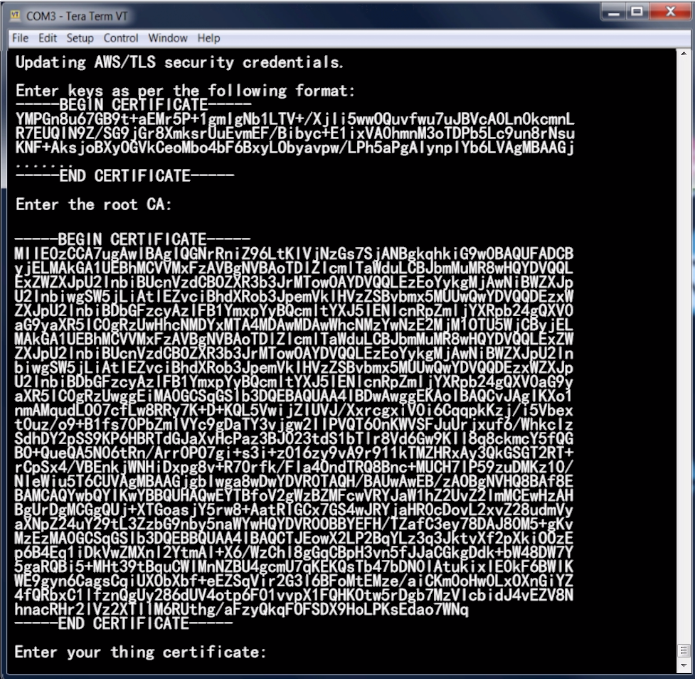 COM3 - Tera Term VT
File Edit Setup Control Window Help
Updating AWS/TLS security credentials.
Enter keys as per the following format:
-----BEGIN CERTIFICATE-----
YMPGn8u67GB9t+aEMr5P+1gmIgNb1LTV+/Xjli5wwOQuvfwu7uJBVcA0Ln0kcmnL
R7EUQIN9Z/SG9jGr8XmksrUuEvmEF/Bibyc+E1ixVA0hmnM3oTDPb5Lc9un8rNsu
KNF+AksjoBXyOGVkCeoMbo4bF6BxyLObyavpw/LPh5aPgAIynplYb6LVAgMBAAGj
.......
-----END CERTIFICATE-----
Enter the root CA:
-----BEGIN CERTIFICATE-----
MIIE0zCCA7ugAwIBAgIQGNrRniZ96LtKIVjNzGs7SjANBgkqhkiG9w0BAQUFADCB
yjELMAkGA1UEBhMCVVMxFzAVBgNVBAoTDlZlcmlTaWduLCBJbmMuMR8wHQYDVQQL
ExZWZXJpU2lnbiBUcnVzdCBOZXR3b3JrMTowOAYDVQQLEzEoYykgMjAwNiBWZXJp
U2lnbiwgSW5jLiAtIEZvciBhdXRob3JpemVkIHVzZSBvbmx5MUUwQwYDVQQDEzxW
ZXJpU2lnbiBDbGFzcyAzIFB1YmxpYyBQcmltYXJ5IENlcnRpZmljYXRpb24gQXV0
aG9yaXR5IC0gRzUwHhcNMDYxMTA4MDAwMDAwWhcNMzYwNzE2MjM1OTU5WjCByjEL
MAkGA1UEBhMCVVMxFzAVBgNVBAoTDlZlcmlTaWduLCBJbmMuMR8wHQYDVQQLExZW
ZXJpU2lnbiBUcnVzdCBOZXR3b3JrMTowOAYDVQQLEzEoYykgMjAwNiBWZXJpU2ln
biwgSW5jLiAtIEZvciBhdXRob3JpemVkIHVzZSBvbmx5MUUwQwYDVQQDEzxWZXJp
U2lnbiBDbGFzcyAzIFB1YmxpYyBQcmltYXJ5IENlcnRpZmljYXRpb24gQXV0aG9y
aXR5IC0gRzUwggEiMA0GCSqGSIb3DQEBAQUAA4IBDwAwggEKAoIBAQCvJAgIKXo1
nmAMqudLO07cfLw8RRy7K+D+KQL5VwijZIUVJ/XxrcgxiV0i6CqqpkKzj/i5Vbex
t0uz/o9+B1fs70PbZmIVYc9gDaTY3vjgw2IIPVQT60nKWVSFJuUrjxuf6/WhkcIz
SdhDY2pSS9KP6HBRTdGJaXvHcPaz3BJ023tdS1bTlr8Vd6Gw9KIl8q8ckmcY5fQG
BO+QueQA5N06tRn/Arr0PO7gi+s3i+z016zy9vA9r911kTMZHRxAy3QkGSGT2RT+
rCpSx4/VBEnkjWNHiDxpg8v+R70rfk/Fla4OndTRQ8Bnc+MUCH7lP59zuDMKz10/
NIeWiu5T6CUVAgMBAAGjgbIwga8wDwYDVR0TAQH/BAUwAwEB/zAOBgNVHQ8BAf8E
BAMCAQYwbQYIKwYBBQUHAQwEYTBfoV2gWzBZMFcwVRYJaW1hZ2UvZ2lmMCEwHzAH
BgUrDgMCGgQUj+XTGoasjY5rw8+AatRIGCx7GS4wJRYjaHR0cDovL2xvZ28udmVy
aXNpZ24uY29tL3ZzbG9nby5naWYwHQYDVR0OBBYEFH/TZafC3ey78DAJ80M5+gKv
MzEzMA0GCSqGSIb3DQEBBQUAA4IBAQCTJEowX2LP2BqYLz3q3JktvXf2pXkiOOzE
p6B4Eq1iDkVwZMXnl2YtmAl+X6/WzChl8gGqCBpH3vn5fJJaCGkgDdk+bW48DW7Y
5gaRQBi5+MHt39tBquCWIMnNZBU4gcmU7qKEKQsTb47bDN0lAtukixlE0kF6BWlK
WE9gyn6CagsCqiUXObXbf+eEZSqVir2G3l6BFoMtEMze/aiCKm0oHw0LxOXnGiYZ
4fQRbxC1lfznQgUy286dUV4otp6F01vvpX1FQHKOtw5rDgb7MzVIcbidJ4vEZV8N
hnacRHr2lVz2XTIIM6RUthg/aFzyQkqFOFSDX9HoLPKsEdao7WNq
-----END CERTIFICATE-----
Enter your thing certificate: